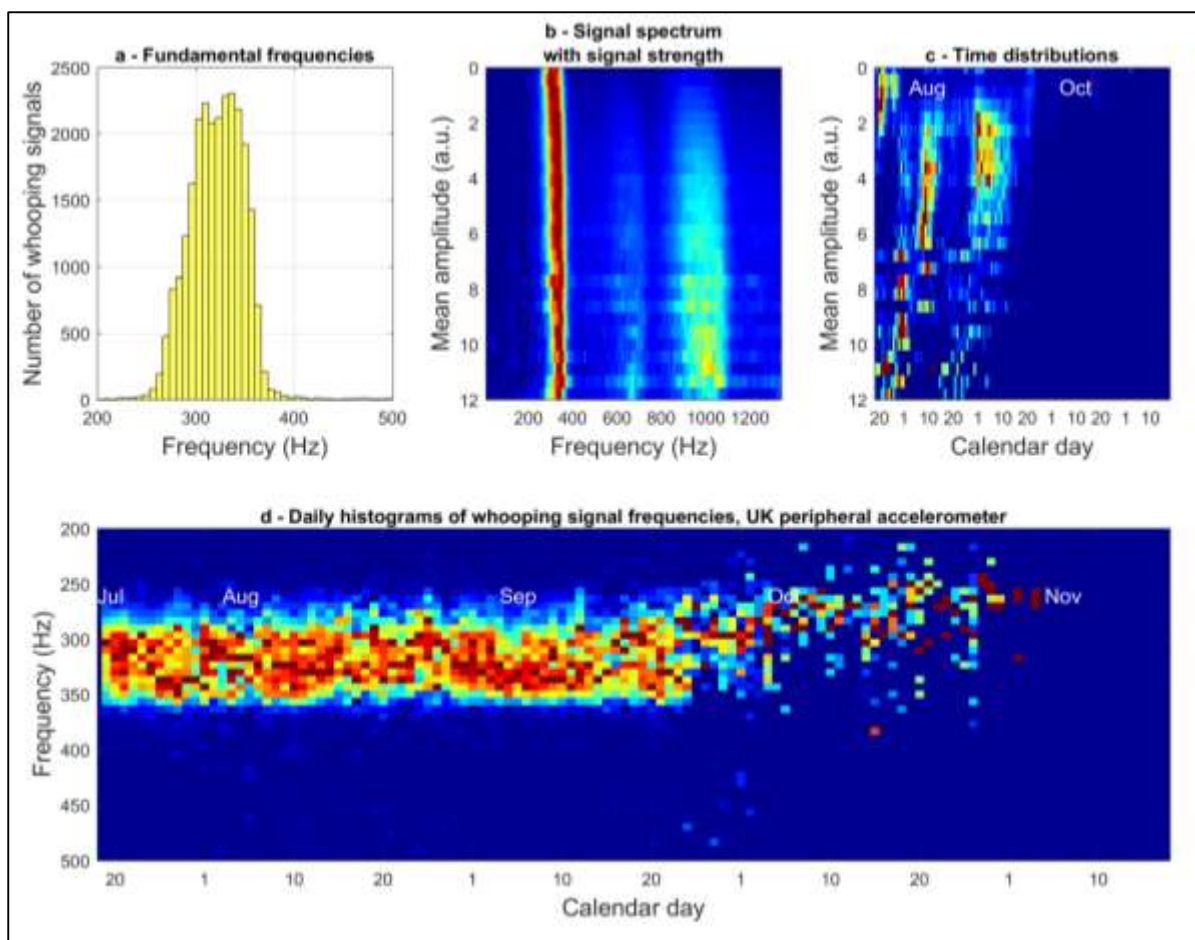 a - Fundamental frequencies
2500
2000
1500
1000
500
0
200 300 400 500
Number of whooping signals
Frequency (Hz)
b - Signal spectrum
with signal strength
0
2
4
6
8
10
12
200 400 600 800 1000 1200
Mean amplitude (a.u.)
Frequency (Hz)
c - Time distributions
Aug Oct
0
2
4
6
8
10
12
20 1 10 20 1 10 20 1 10 20 1 10
Mean amplitude (a.u.)
Calendar day
d - Daily histograms of whooping signal frequencies, UK peripheral accelerometer
200
250
300
350
400
450
500
Jul Aug Sep Oct Nov
20 1 10 20 1 10 20 1 10 20 1 10
Frequency (Hz)
Calendar day